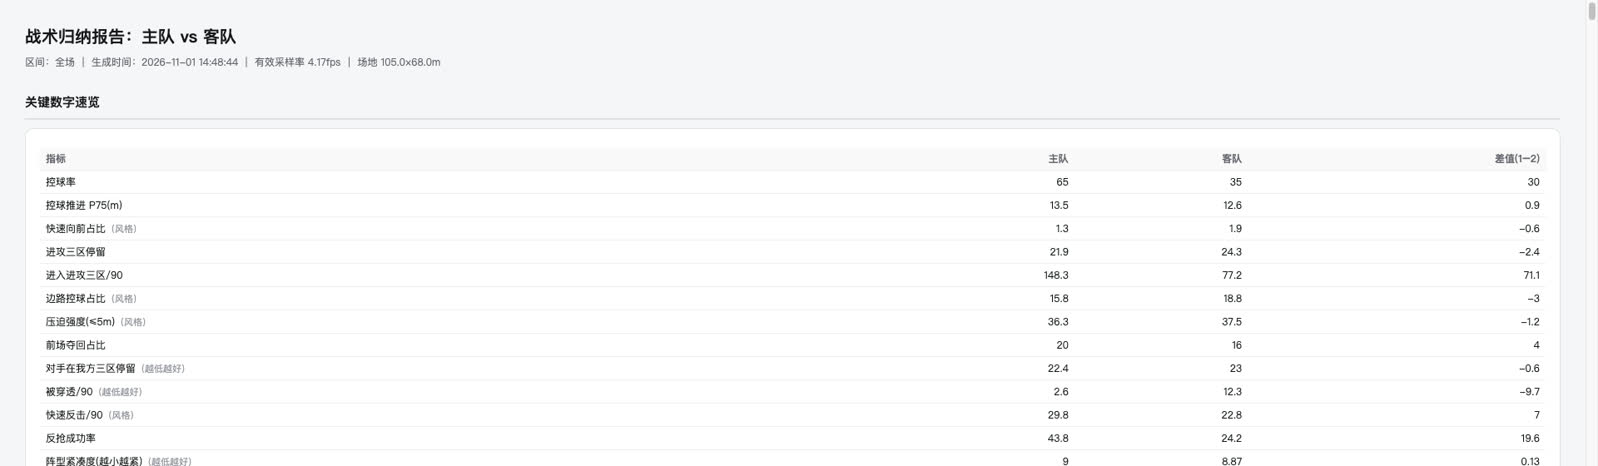 战术归纳报告：主队 vs 客队
区间：全场 | 生成时间：2026-11-01 14:48:44 | 有效采样率 4.17fps | 场地 105.0×68.0m
关键数字速览
指标 主队 客队 差值(1−2)
控球率 65 35 30
控球推进 P75(m) 13.5 12.6 0.9
快速向前占比（风格） 1.3 1.9 −0.6
进攻三区停留 21.9 24.3 −2.4
进入进攻三区/90 148.3 77.2 71.1
边路控球占比（风格） 15.8 18.8 −3
压迫强度(≤5m)（风格） 36.3 37.5 −1.2
前场夺回占比 20 16 4
对手在我方三区停留（越低越好） 22.4 23 −0.6
被穿透/90（越低越好） 2.6 12.3 −9.7
快速反击/90（风格） 29.8 22.8 7
反抢成功率 43.8 24.2 19.6
阵型紧凑度(越小越紧)（越低越好） 9 8.87 0.13